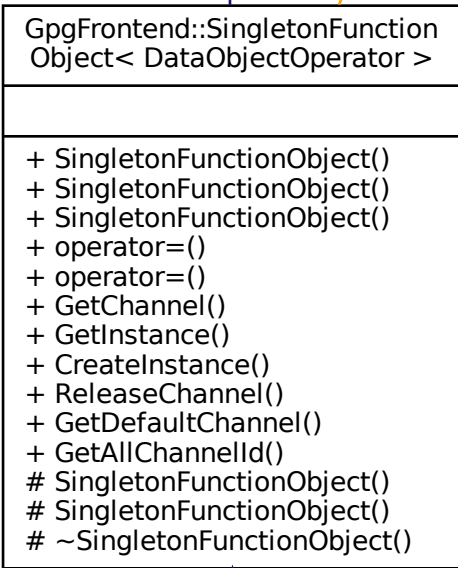 GpgFrontend::SingletonFunction
Object< DataObjectOperator >
+ SingletonFunctionObject()
+ SingletonFunctionObject()
+ SingletonFunctionObject()
+ operator=()
+ operator=()
+ GetChannel()
+ GetInstance()
+ CreateInstance()
+ ReleaseChannel()
+ GetDefaultChannel()
+ GetAllChannelId()
# SingletonFunctionObject()
# SingletonFunctionObject()
# ~SingletonFunctionObject()